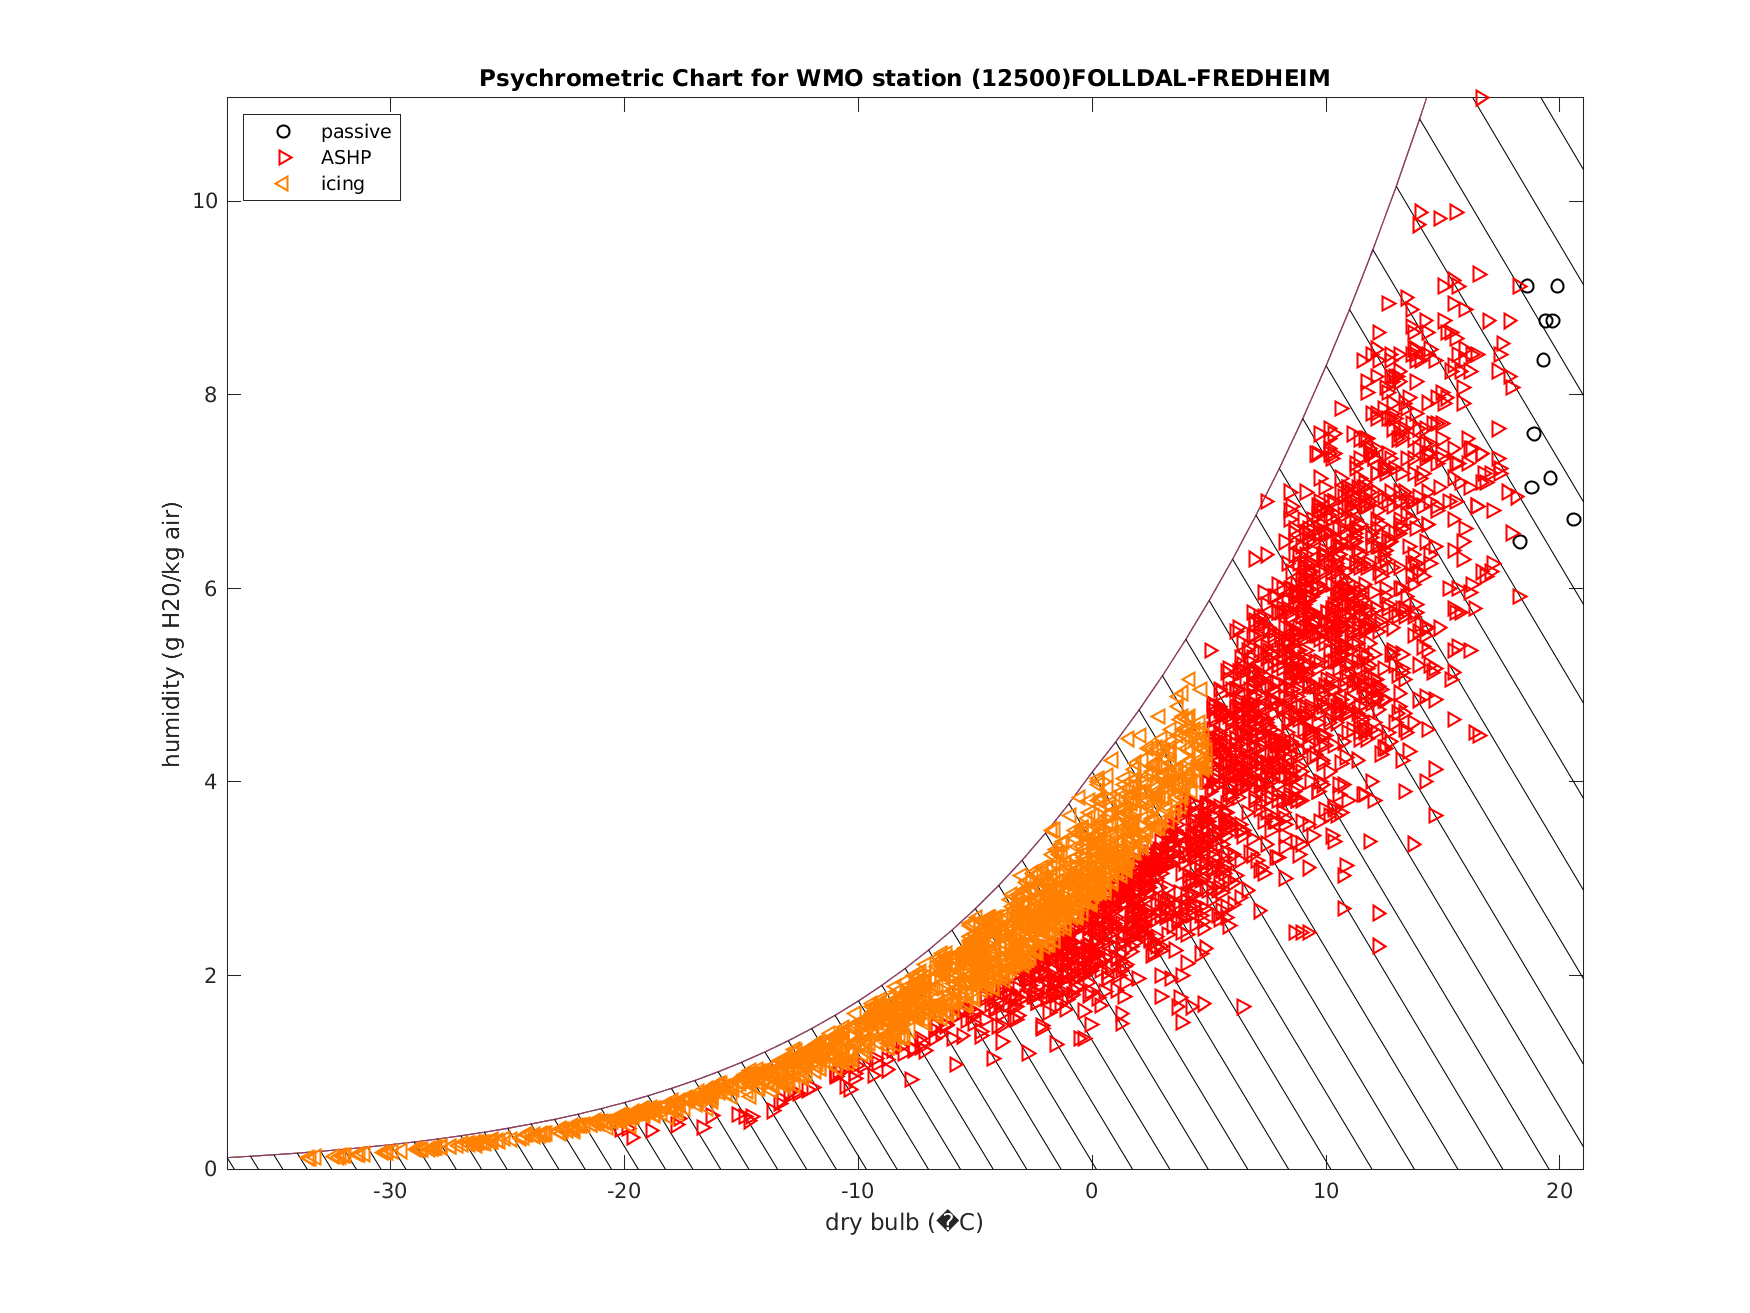 Psychrometric Chart for WMO station (12500)FOLLDAL-FREDHEIM
passive
ASHP
icing
humidity (g H20/kg air)
10
8
6
4
2
0
-30 -20 -10 0 10 20
dry bulb (�C)